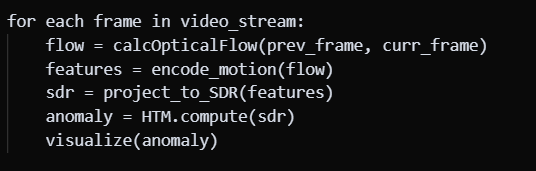 for each frame in video_stream:
    flow = calcOpticalFlow(prev_frame, curr_frame)
    features = encode_motion(flow)
    sdr = project_to_SDR(features)
    anomaly = HTM.compute(sdr)
    visualize(anomaly)